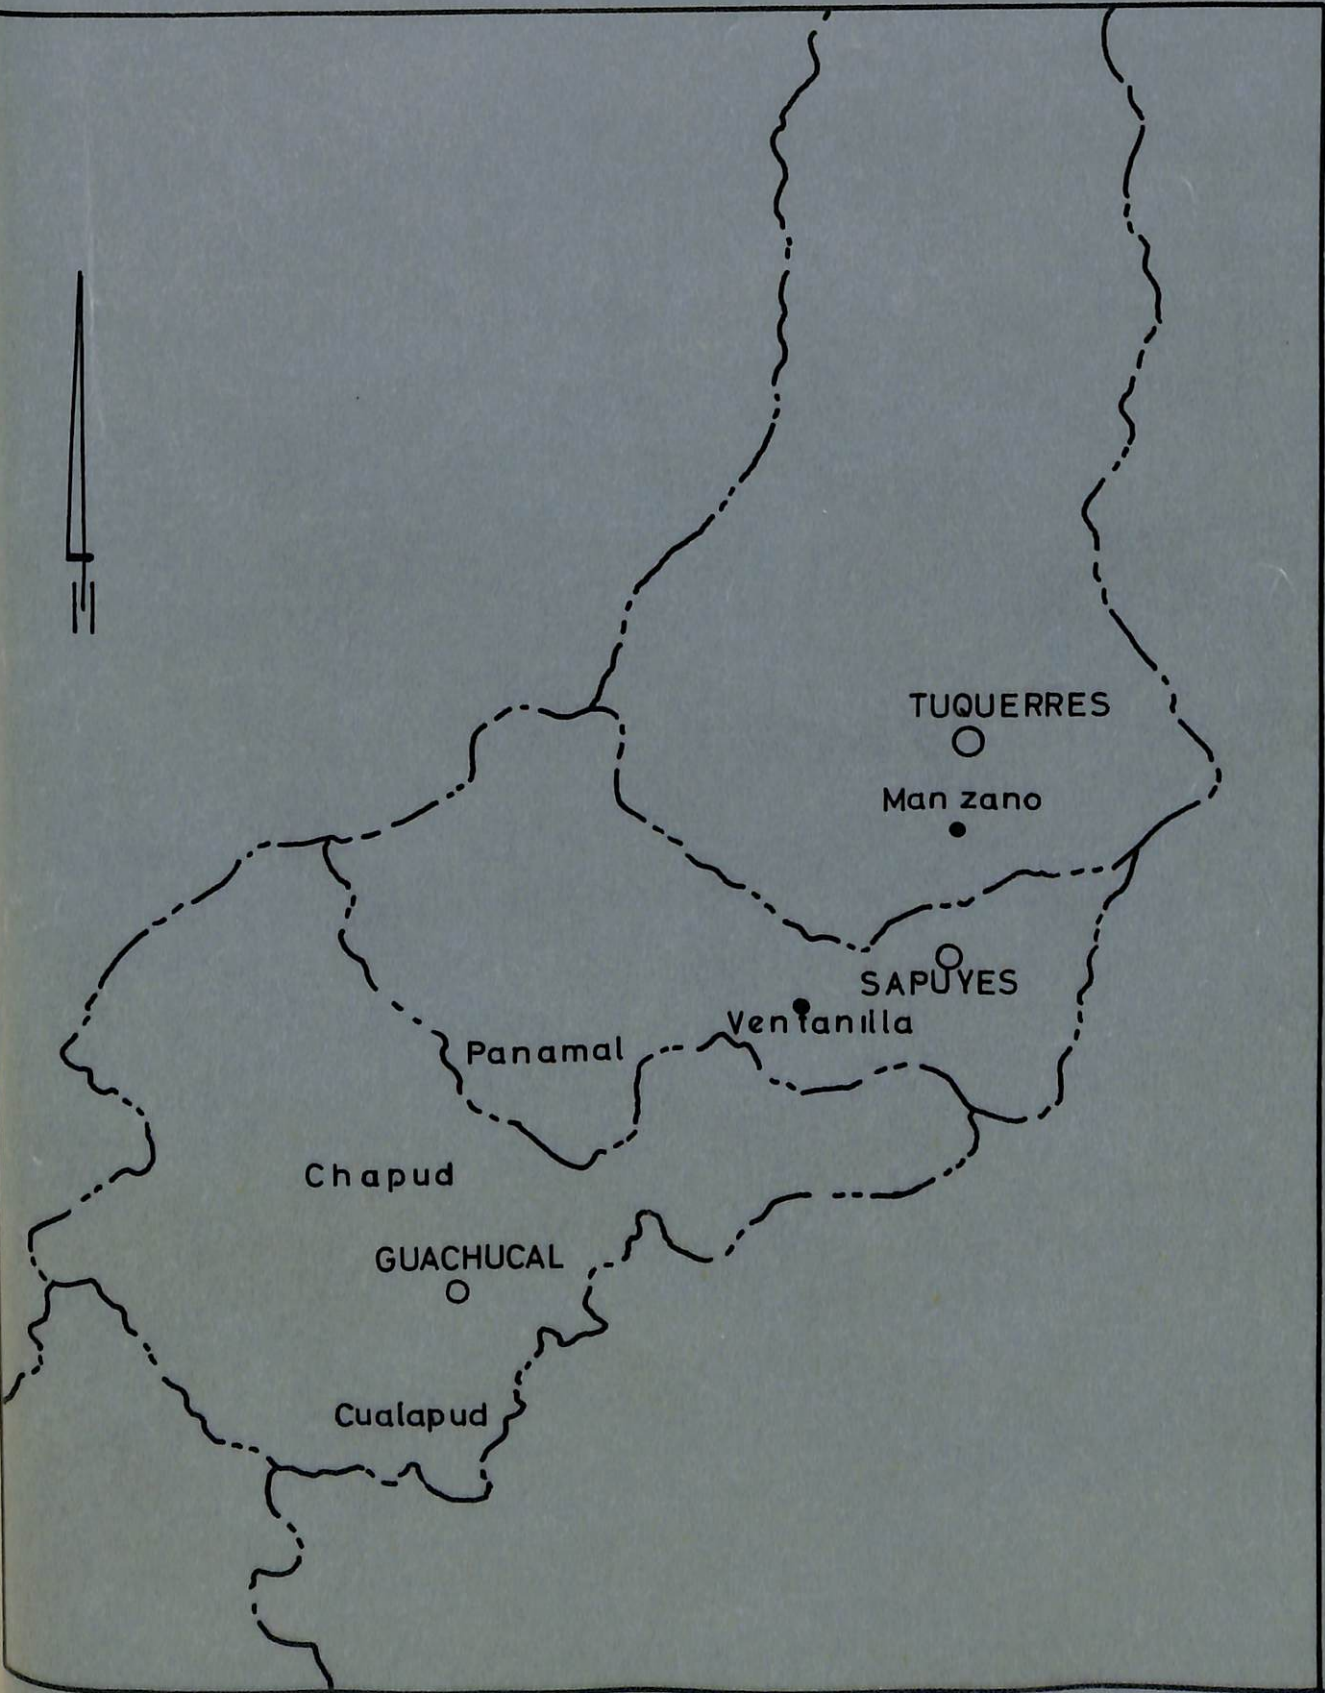 TUQUERRES
Man zano
SAPUYES
Ventanilla
Panamal
Chapud
GUACHUCAL
Cualapud